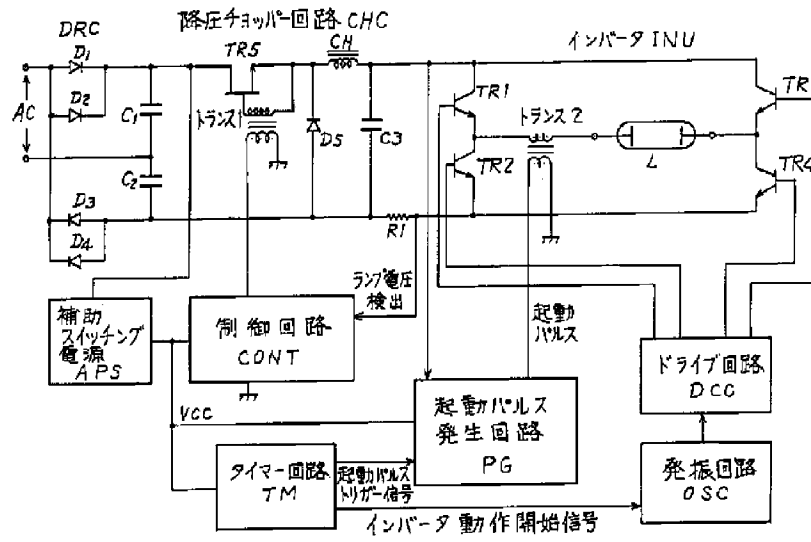 降圧チョッパー回路 CHC
DRC
D1
TR5
CH
インバータ INU
AC
D2
C1
トランス1
D5
C3
TR1
トランス2
TR
C2
TR2
L
TR4
D3
D4
R1
ランプ電圧
検出
起動
パルス
補助
スイッチング
電源
APS
制御回路
CONT
ドライブ回路
DCC
VCC
起動パルス
発生回路
PG
タイマー回路
TM
起動パルス
トリガー信号
発振回路
OSC
インバータ動作開始信号